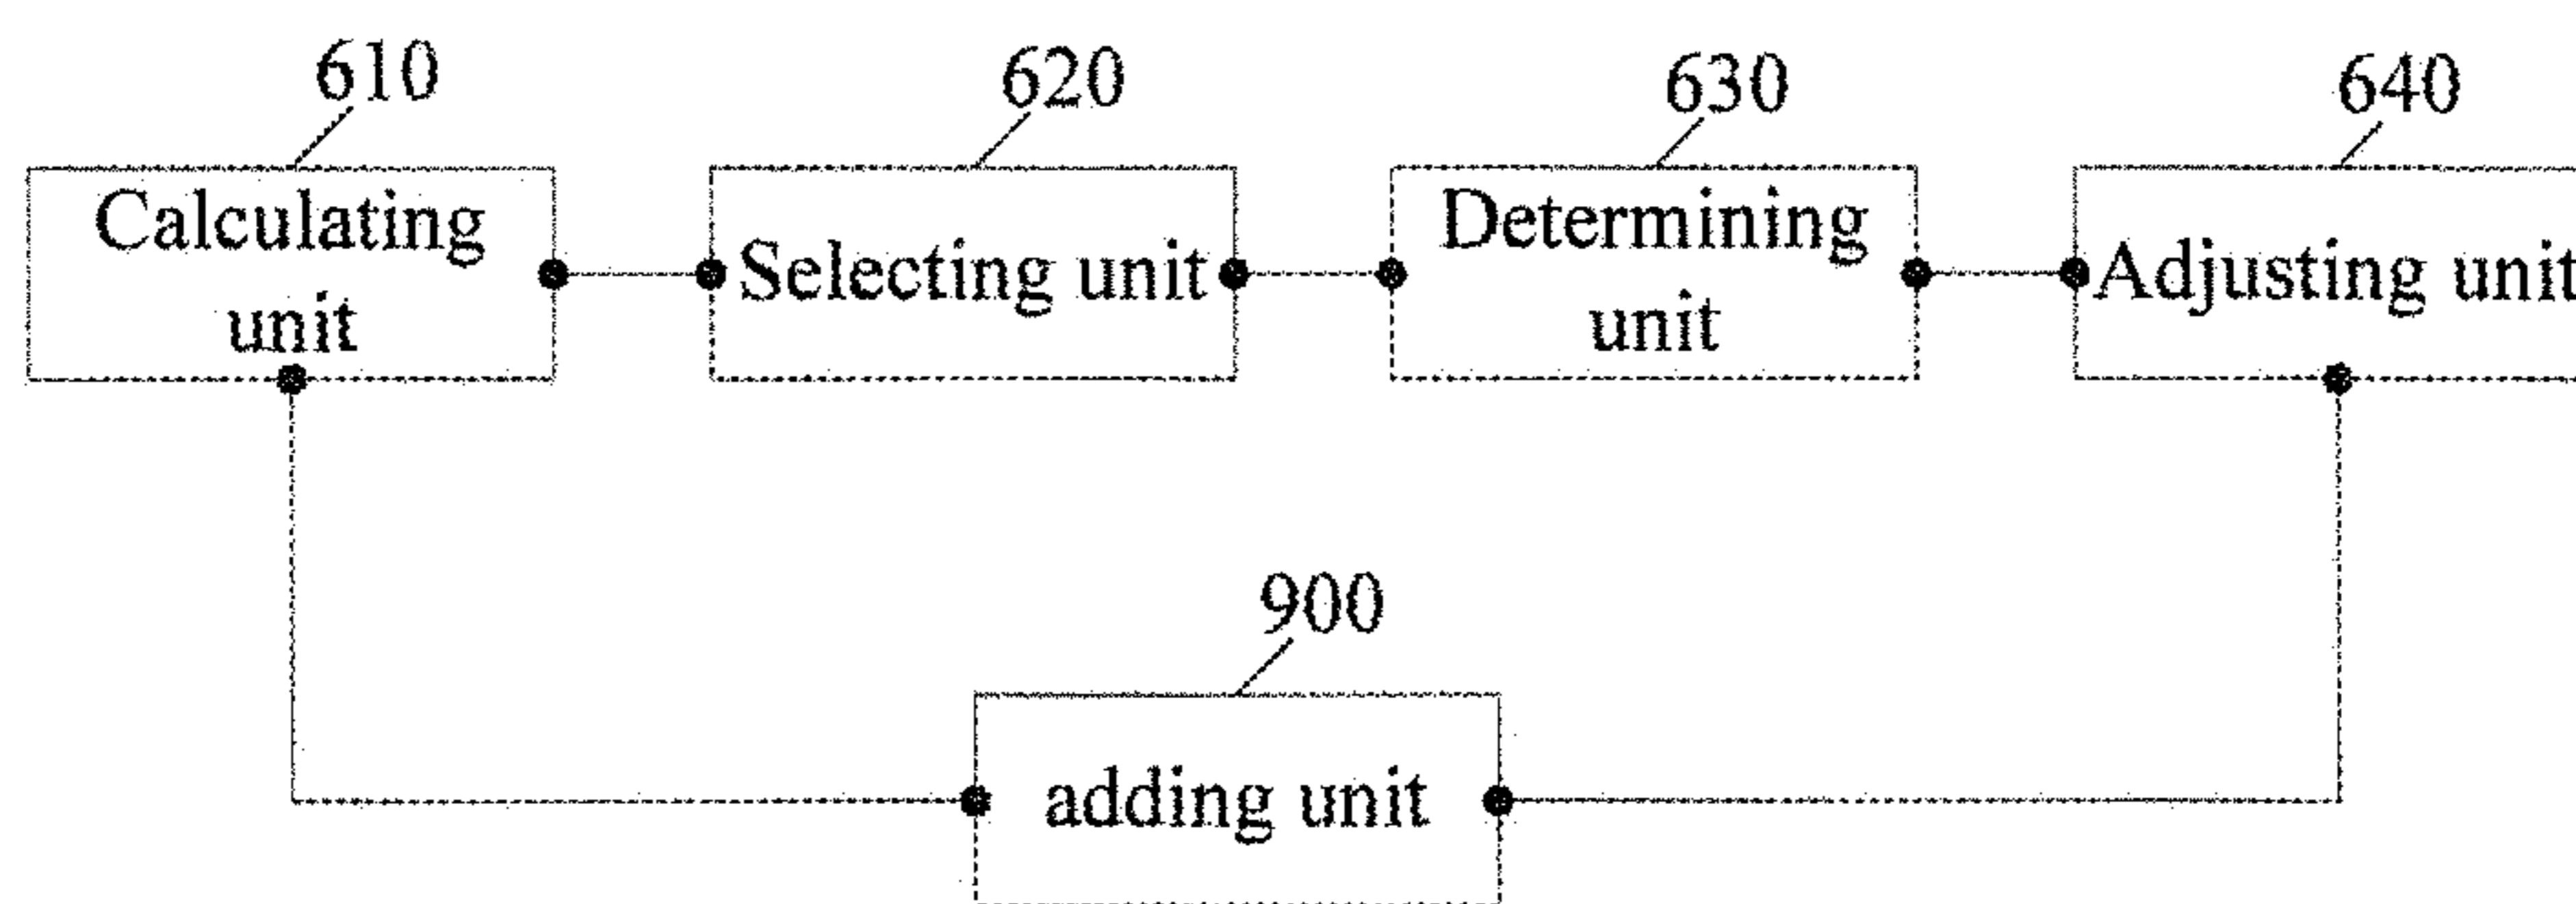 610
620
630
640
Calculating
unit
Selecting unit
Determining
unit
Adjusting unit
900
adding unit